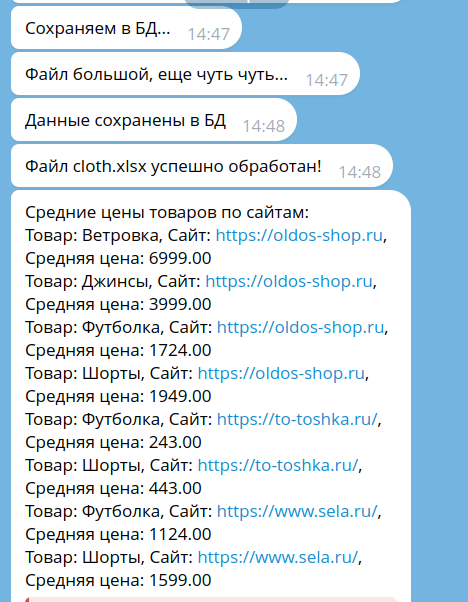 Сохраняем в БД... 14:47
Файл большой, еще чуть чуть... 14:47
Данные сохранены в БД 14:48
Файл cloth.xlsx успешно обработан! 14:48
Средние цены товаров по сайтам:
Товар: Ветровка, Сайт: https://oldos-shop.ru,
Средняя цена: 6999.00
Товар: Джинсы, Сайт: https://oldos-shop.ru,
Средняя цена: 3999.00
Товар: Футболка, Сайт: https://oldos-shop.ru,
Средняя цена: 1724.00
Товар: Шорты, Сайт: https://oldos-shop.ru,
Средняя цена: 1949.00
Товар: Футболка, Сайт: https://to-toshka.ru/,
Средняя цена: 243.00
Товар: Шорты, Сайт: https://to-toshka.ru/,
Средняя цена: 443.00
Товар: Футболка, Сайт: https://www.sela.ru/,
Средняя цена: 1124.00
Товар: Шорты, Сайт: https://www.sela.ru/,
Средняя цена: 1599.00